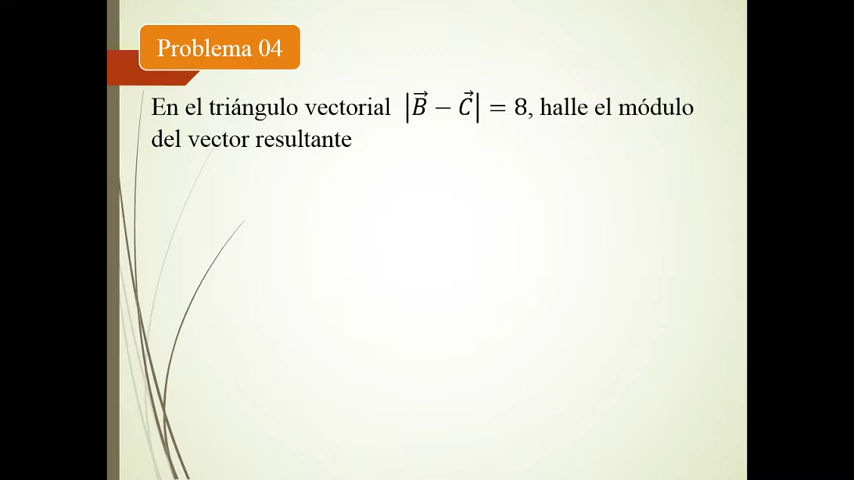 Problema 04
En el triángulo vectorial |B⃗ − C⃗| = 8, halle el módulo
del vector resultante